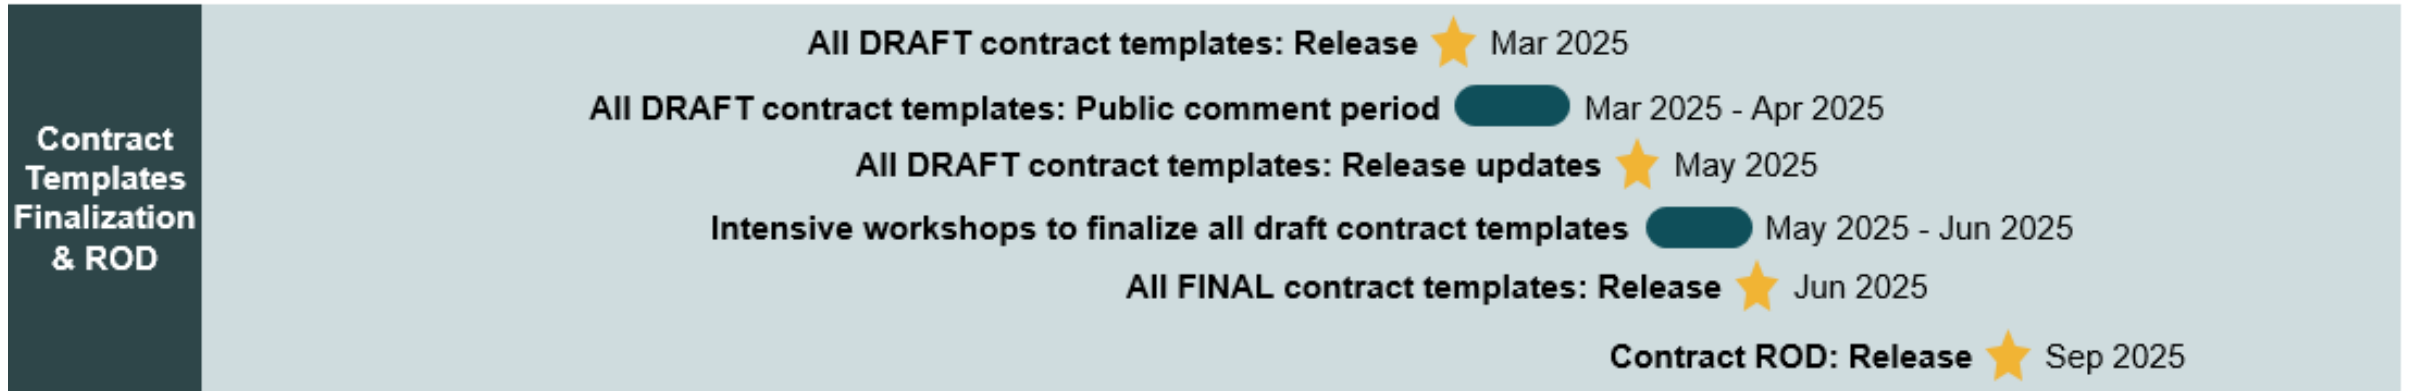 Contract
Templates
Finalization
& ROD
All DRAFT contract templates: Release Mar 2025
All DRAFT contract templates: Public comment period Mar 2025 - Apr 2025
All DRAFT contract templates: Release updates May 2025
Intensive workshops to finalize all draft contract templates May 2025 - Jun 2025
All FINAL contract templates: Release Jun 2025
Contract ROD: Release Sep 2025